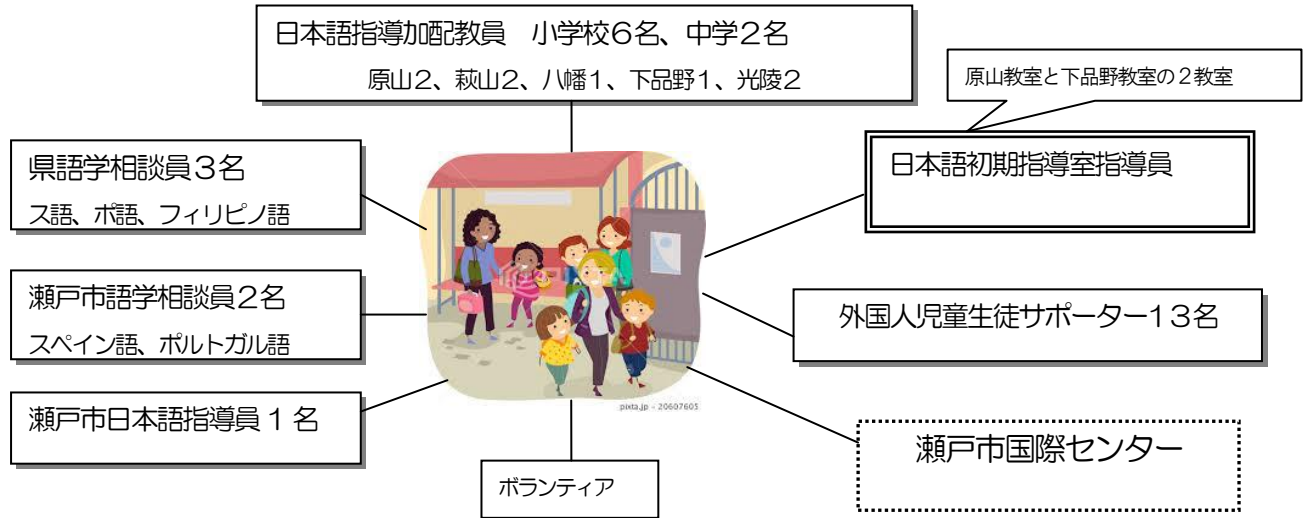 日本語指導加配教員　小学校６名、中学２名
原山２、萩山２、八幡１、下品野１、光陵２
原山教室と下品野教室の２教室
県語学相談員３名
ス語、ポ語、フィリピノ語
日本語初期指導室指導員
瀬戸市語学相談員２名
スペイン語、ポルトガル語
外国人児童生徒サポーター１３名
瀬戸市日本語指導員１名
pixta.jp - 20607605
瀬戸市国際センター
ボランティア